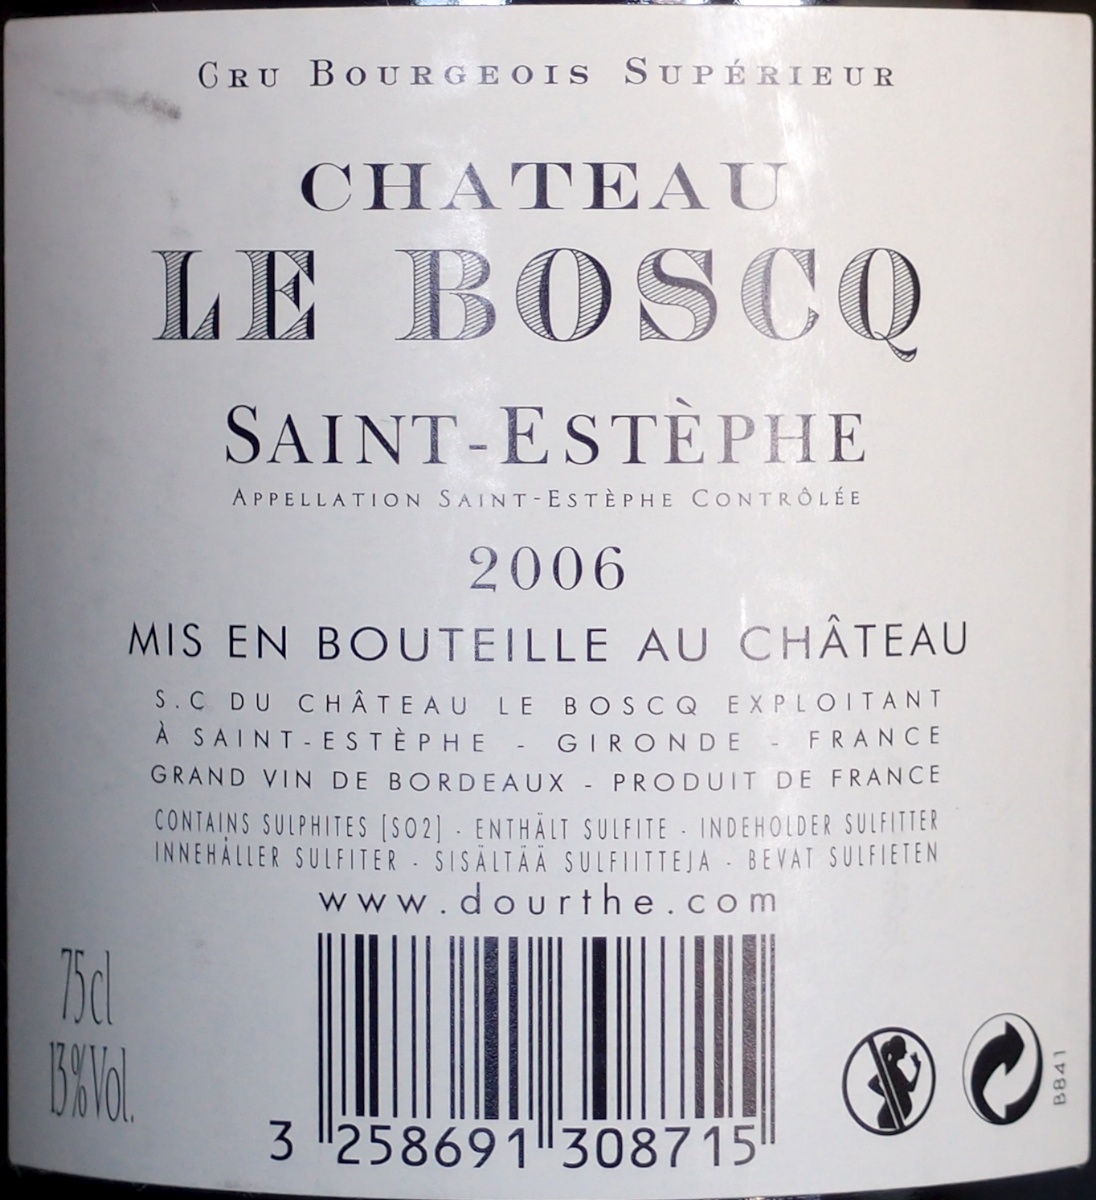 CRU BOURGEOIS SUPÉRIEUR
CHATEAU
LE BOSCQ
SAINT-ESTÈPHE
APPELLATION SAINT-ESTÈPHE CONTRÔLÉE
2006
MIS EN BOUTEILLE AU CHÂTEAU
S.C DU CHÂTEAU LE BOSCQ EXPLOITANT
À SAINT-ESTÈPHE - GIRONDE - FRANCE
GRAND VIN DE BORDEAUX - PRODUIT DE FRANCE
CONTAINS SULPHITES [SO2] · ENTHÄLT SULFITE · INDEHOLDER SULFITTER
INNEHÅLLER SULFITER · SISÄLTÄÄ SULFIITTEJA · BEVAT SULFIETEN
www.dourthe.com
75cl
13%Vol.
3 258691 308715
B841